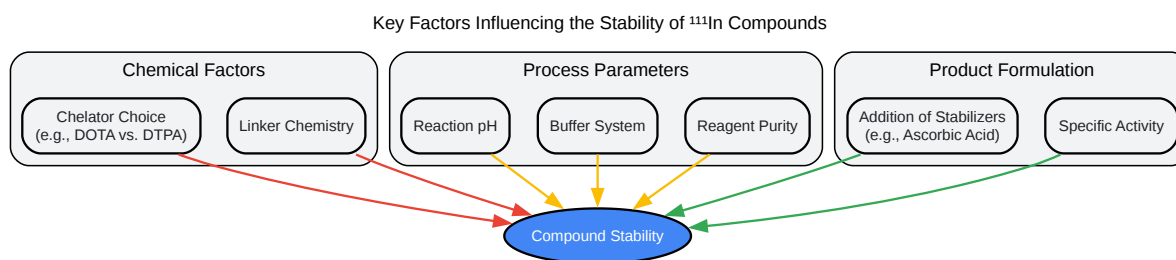 Key Factors Influencing the Stability of ¹¹¹In Compounds
Chemical Factors
Process Parameters
Product Formulation
Chelator Choice
(e.g., DOTA vs. DTPA)
Linker Chemistry
Reaction pH
Buffer System
Reagent Purity
Addition of Stabilizers
(e.g., Ascorbic Acid)
Specific Activity
Compound Stability